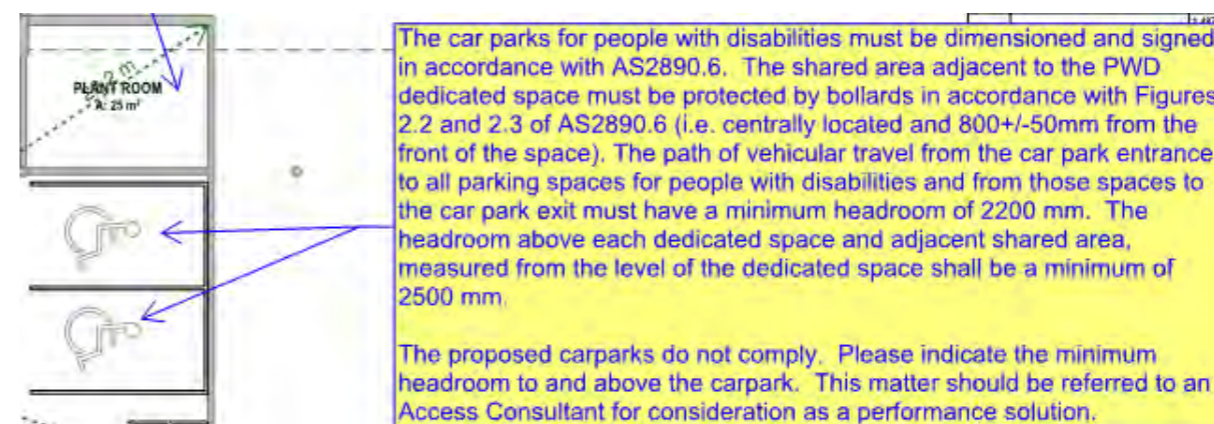 PLANT ROOM
A: 25 m²
The car parks for people with disabilities must be dimensioned and signed
in accordance with AS2890.6.  The shared area adjacent to the PWD
dedicated space must be protected by bollards in accordance with Figures
2.2 and 2.3 of AS2890.6 (i.e. centrally located and 800+/-50mm from the
front of the space). The path of vehicular travel from the car park entrance
to all parking spaces for people with disabilities and from those spaces to
the car park exit must have a minimum headroom of 2200 mm.  The
headroom above each dedicated space and adjacent shared area,
measured from the level of the dedicated space shall be a minimum of
2500 mm.
The proposed carparks do not comply.  Please indicate the minimum
headroom to and above the carpark.  This matter should be referred to an
Access Consultant for consideration as a performance solution.